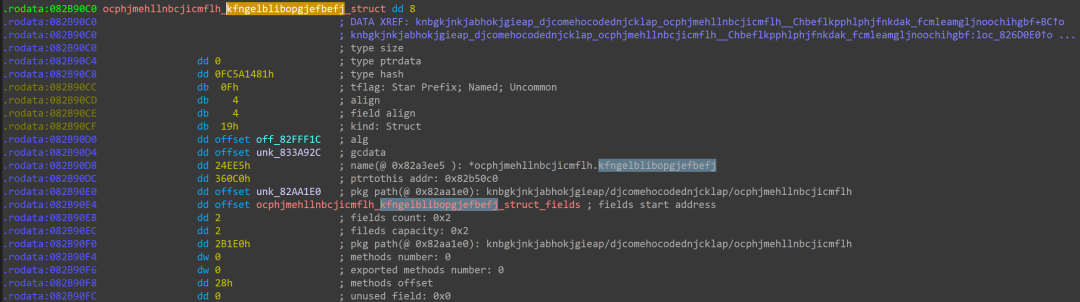 .rodata:082B90C0 ocphjmehllnbcjicmflh_kfngelblibopgjefbefj_struct dd 8
.rodata:082B90C0 ; DATA XREF: knbgkjnkjabhokjgieap_djcomehocodednjcklap_ocphjmehllnbcjicmflh__Chbeflkpphlphjfnkdak_fcmleamgljnoochihgbf+BC↑o
.rodata:082B90C0 ; knbgkjnkjabhokjgieap_djcomehocodednjcklap_ocphjmehllnbcjicmflh__Chbeflkpphlphjfnkdak_fcmleamgljnoochihgbf:loc_826D0E0↑o ...
.rodata:082B90C0 ; type size
.rodata:082B90C4 dd 0 ; type ptrdata
.rodata:082B90C8 dd 0FC5A1481h ; type hash
.rodata:082B90CC db 0Fh ; tflag: Star Prefix; Named; Uncommon
.rodata:082B90CD db 4 ; align
.rodata:082B90CE db 4 ; field align
.rodata:082B90CF db 19h ; kind: Struct
.rodata:082B90D0 dd offset off_82FFF1C ; alg
.rodata:082B90D4 dd offset unk_833A92C ; gcdata
.rodata:082B90D8 dd 24EE5h ; name(@ 0x82a3ee5 ): *ocphjmehllnbcjicmflh.kfngelblibopgjefbefj
.rodata:082B90DC dd 360C0h ; ptrtothis addr: 0x82b50c0
.rodata:082B90E0 dd offset unk_82AA1E0 ; pkg path(@ 0x82aa1e0): knbgkjnkjabhokjgieap/djcomehocodednjcklap/ocphjmehllnbcjicmflh
.rodata:082B90E4 dd offset ocphjmehllnbcjicmflh_kfngelblibopgjefbefj_struct_fields ; fields start address
.rodata:082B90E8 dd 2 ; fields count: 0x2
.rodata:082B90EC dd 2 ; fileds capacity: 0x2
.rodata:082B90F0 dd 2B1E0h ; pkg path(@ 0x82aa1e0): knbgkjnkjabhokjgieap/djcomehocodednjcklap/ocphjmehllnbcjicmflh
.rodata:082B90F4 dw 0 ; methods number: 0
.rodata:082B90F6 dw 0 ; exported methods number: 0
.rodata:082B90F8 dd 28h ; methods offset
.rodata:082B90FC dd 0 ; unused field: 0x0